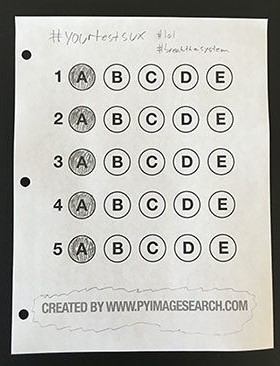 #yourtestsux #lol
#breakthesystem
1 A B C D E
2 A B C D E
3 A B C D E
4 A B C D E
5 A B C D E
CREATED BY WWW.PYIMAGESEARCH.COM